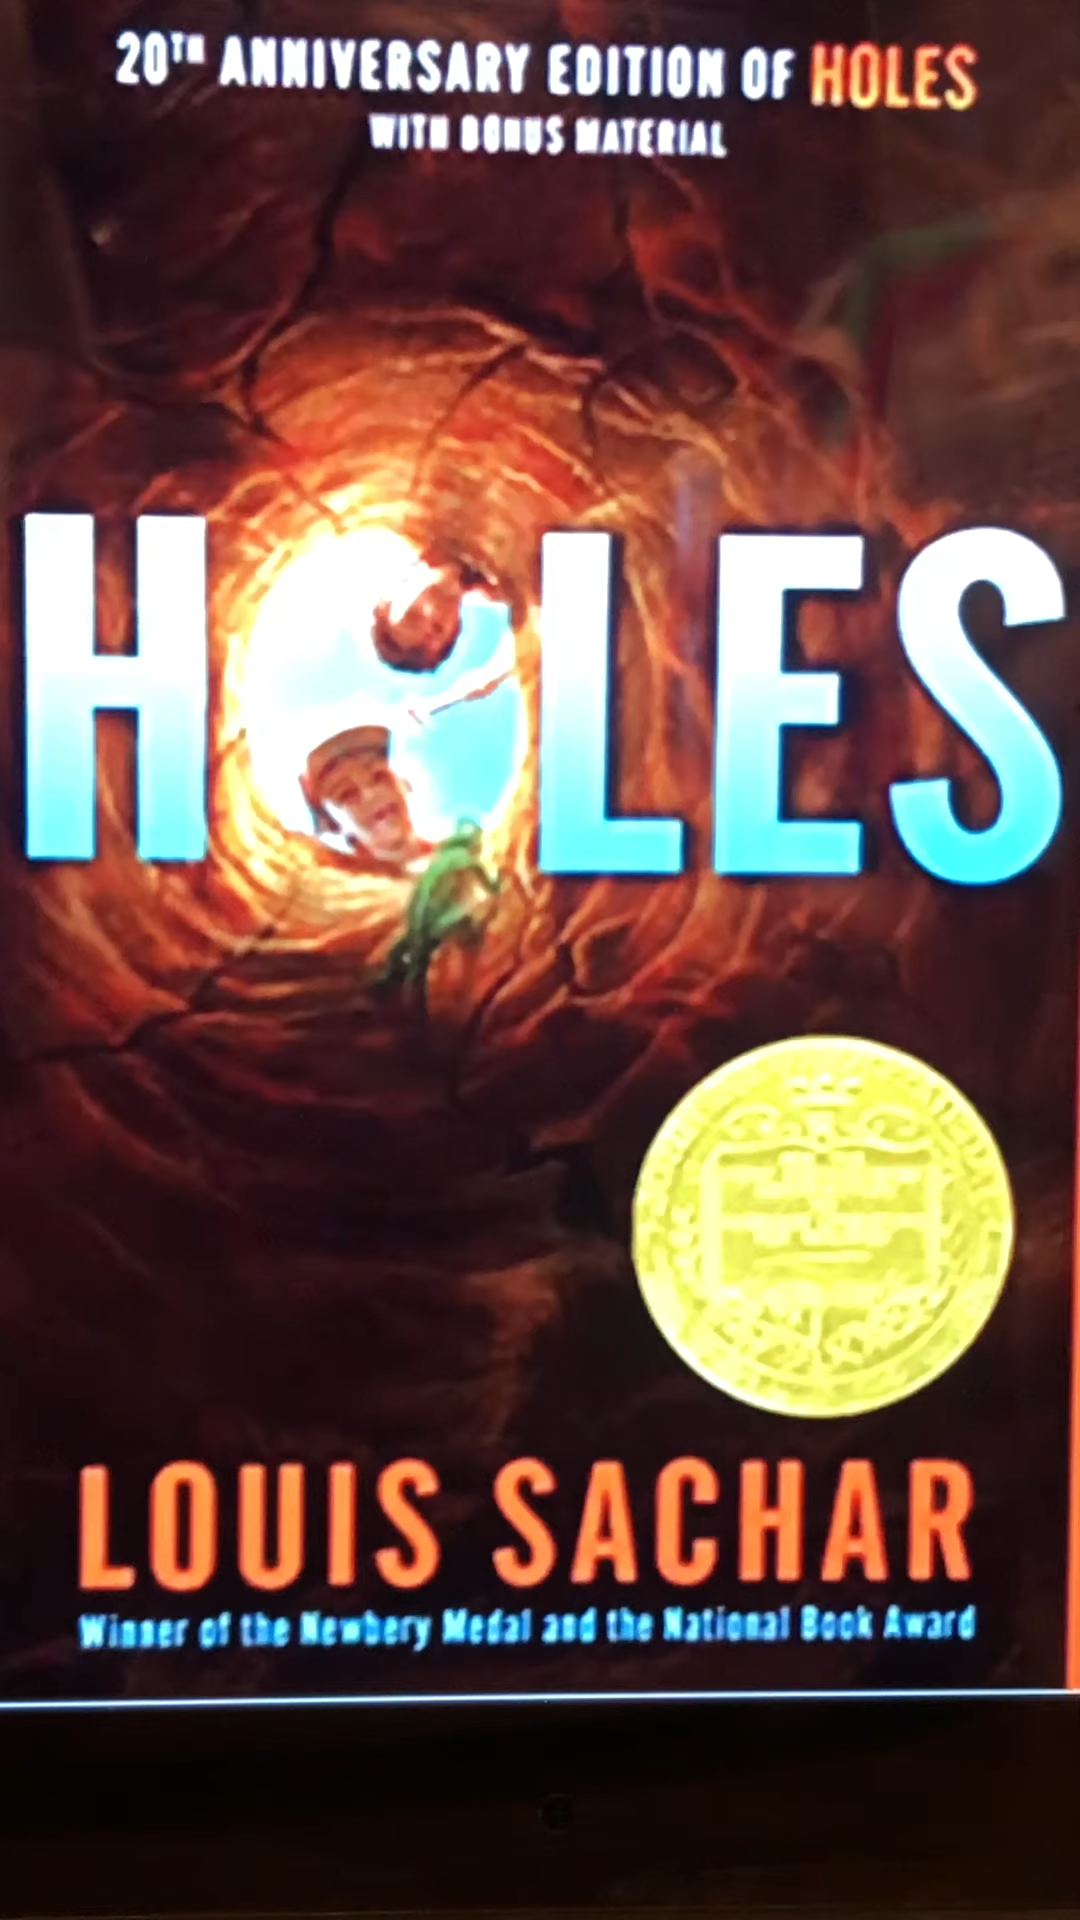 20TH ANNIVERSARY EDITION OF HOLES
WITH BONUS MATERIAL
HOLES
LOUIS SACHAR
Winner of the Newbery Medal and the National Book Award